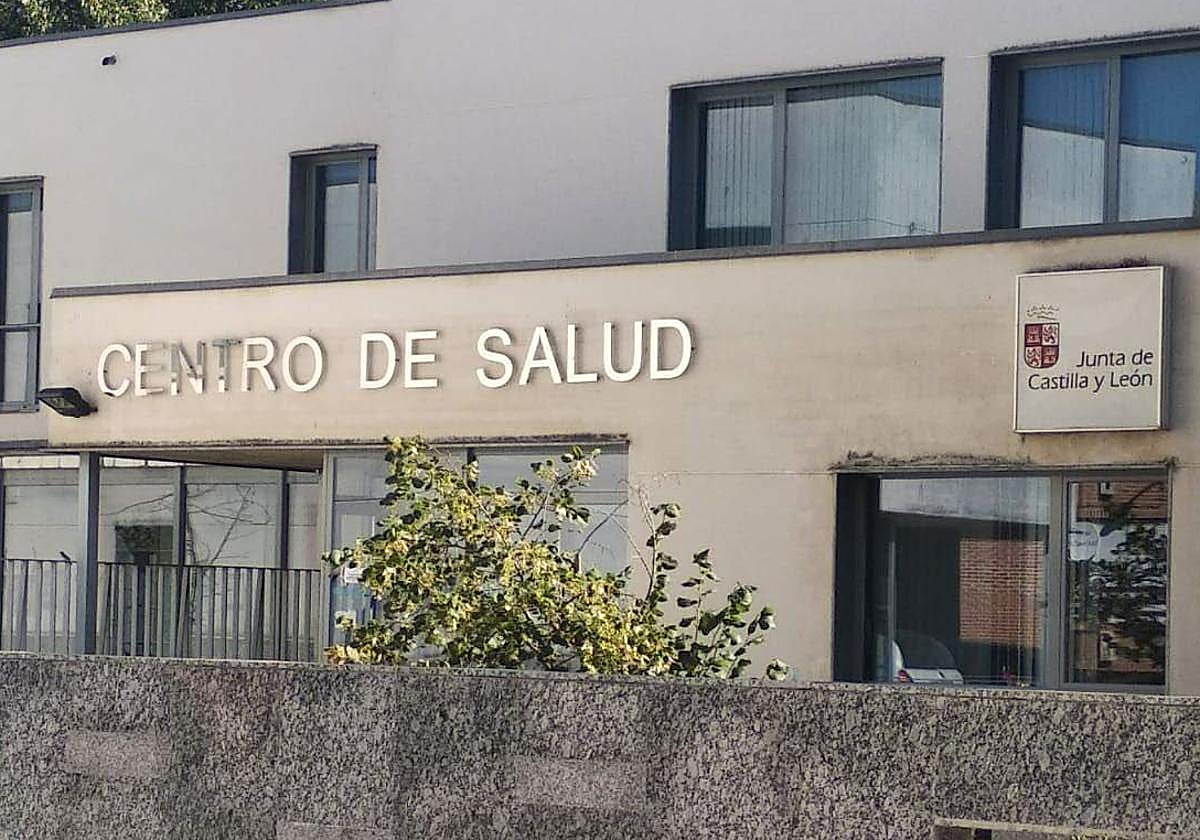 CENTRO DE SALUD
Junta de
Castilla y León